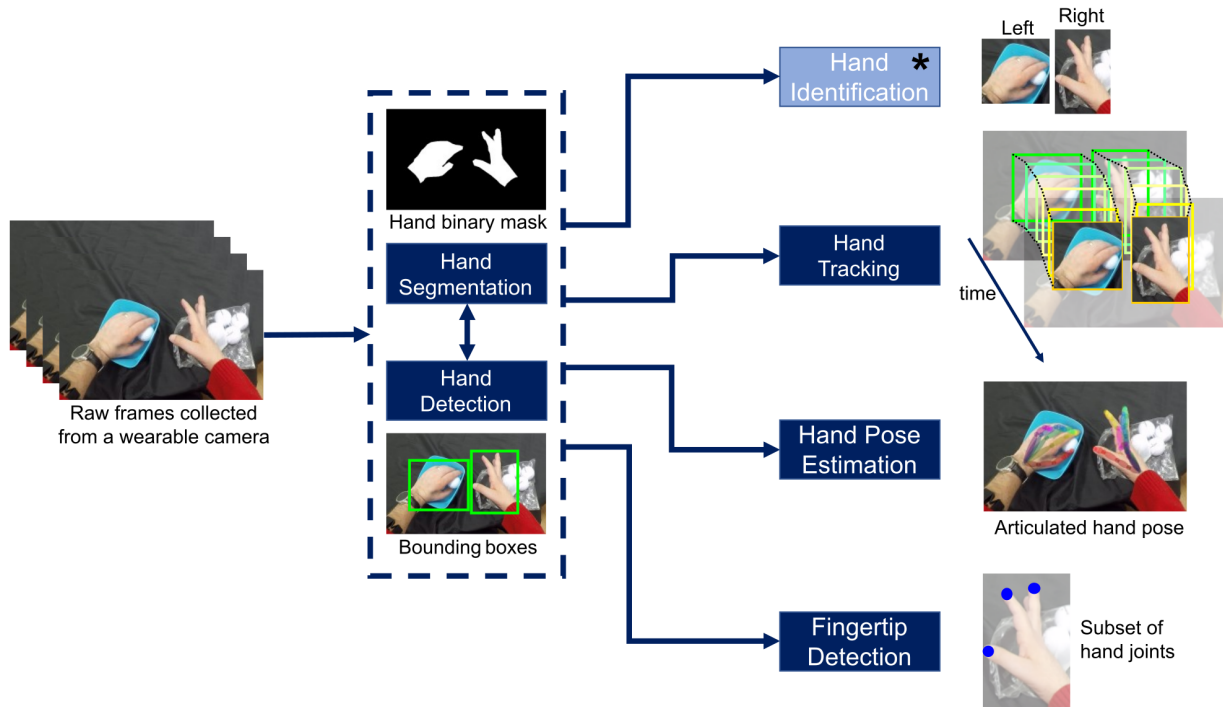 Raw frames collected
from a wearable camera
Hand binary mask
Hand
Segmentation
Hand
Detection
Bounding boxes
Hand *
Identification
Left
Right
Hand
Tracking
time
Hand Pose
Estimation
Articulated hand pose
Fingertip
Detection
Subset of
hand joints